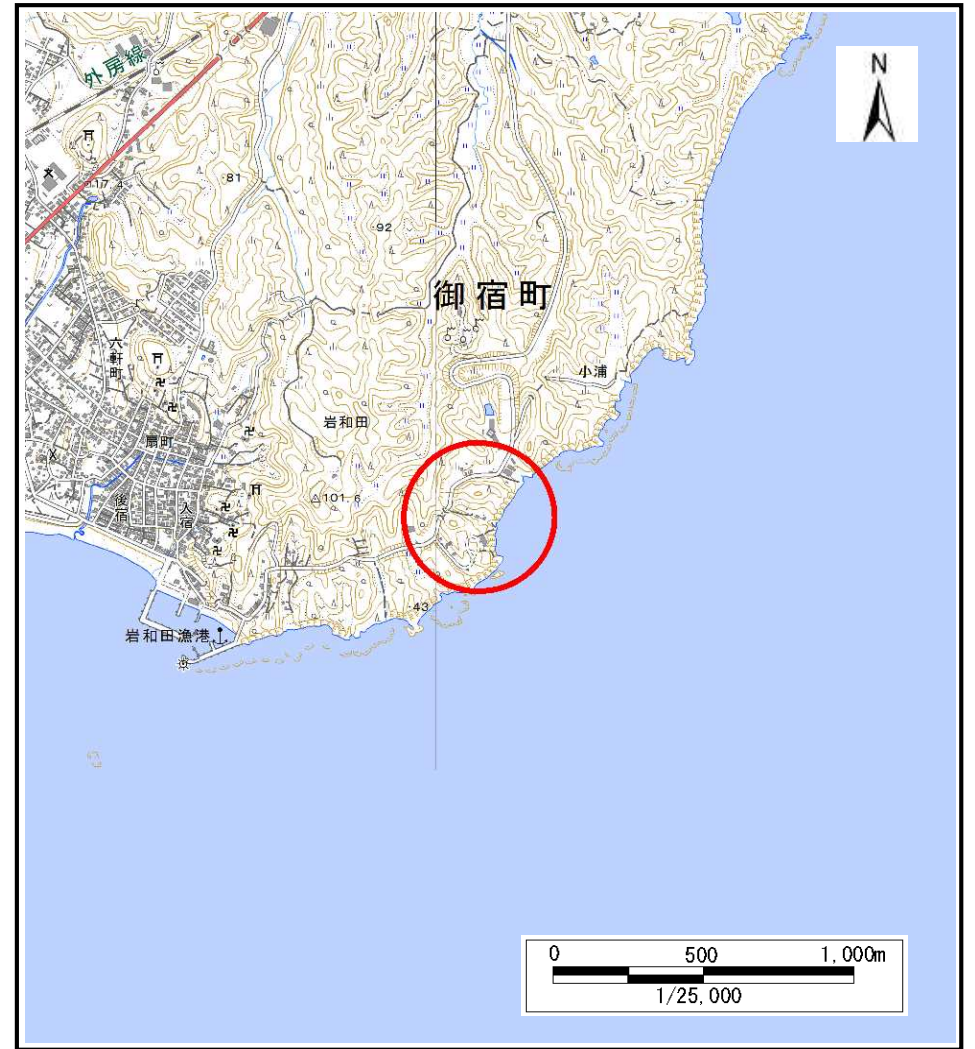 外房線
N
17.4
81
92
御宿町
六軒町
小浦
岩和田
扇町
101.6
後宿
入宿
43
岩和田漁港
0 500 1,000m
1/25,000